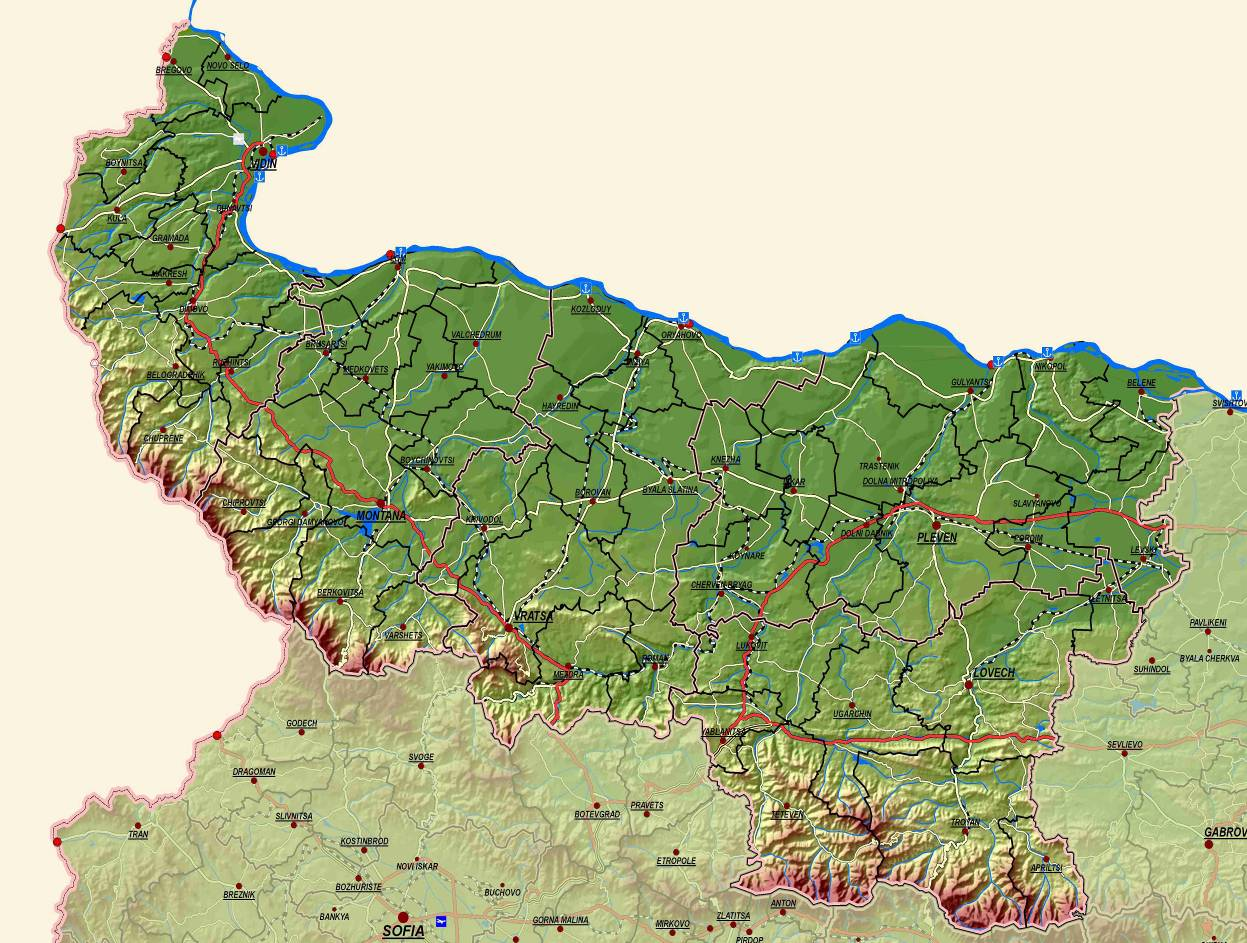 BREGOVO
NOVO SELO
BOYNITSA
VIDIN
DUNAVTSI
KULA
GRAMADA
MAKRESH
DIMOVO
KOZLODUY
ORYAHOVO
BRUSARTSI
VALCHEDRUM
RUZHINTSI
MEDKOVETS
YAKIMOVO
BELOGRADCHIK
MIZIYA
NIKOPOL
GULYANTSI
BELENE
HAYREDIN
SVISHTOV
CHUPRENE
BOYCHINOVTSI
KNEZHA
TRASTENIK
ISKAR
DOLNA MITROPOLIYA
BYALA SLATINA
BOROVAN
CHIPROVTSI
SLAVYANOVO
GEORGI DAMYANOVO
MONTANA
KRIVODOL
DOLNI DABNIK
PLEVEN
PORDIM
KOYNARE
LEVSKI
CHERVEN BRYAG
BERKOVITSA
LETNITSA
VRATSA
VARSHETS
PAVLIKENI
LUKOVIT
ROMAN
BYALA CHERKVA
SUHINDOL
MEZDRA
LOVECH
UGARCHIN
GODECH
YABLANITSA
SEVLIEVO
SVOGE
DRAGOMAN
PRAVETS
BOTEVGRAD
TETEVEN
SLIVNITSA
TROYAN
TRAN
KOSTINBROD
GABROV
ETROPOLE
NOVI ISKAR
APRILTSI
BOZHURISTE
BUCHOVO
BREZNIK
ANTON
BANKYA
GORNA MALINA
ZLATITSA
MIRKOVO
SOFIA
PIRDOP